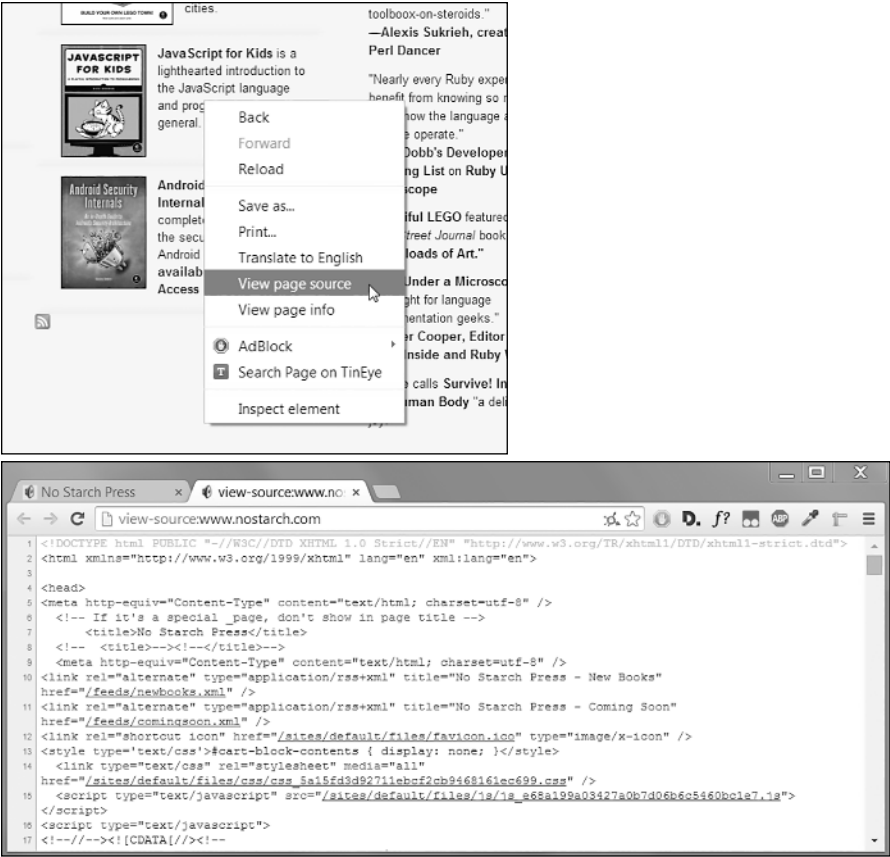 BUILD YOUR OWN LEGO TOWN!
cities.
JAVASCRIPT
FOR KIDS
JavaScript for Kids is a
lighthearted introduction to
the JavaScript language
and prog
general.
Android Security
Internals
Android
Internal
complete
the secu
Android
availab
Access
toolboox-on-steroids."
—Alexis Sukrieh, creat
Perl Dancer
"Nearly every Ruby expe
benefit from knowing so
how the language a
operate."
Dobb's Developer
ng List on Ruby U
scope
iful LEGO featured
treet Journal book
loads of Art."
Under a Microsco
ght for language
mentation geeks."
er Cooper, Editor
Inside and Ruby
calls Survive! In
uman Body "a deli
Back
Forward
Reload
Save as...
Print...
Translate to English
View page source
View page info
AdBlock
T Search Page on TinEye
Inspect element
No Starch Press × view-source:www.no ×
view-source:www.nostarch.com D. f? ABP
1 <!DOCTYPE html PUBLIC "-//W3C//DTD XHTML 1.0 Strict//EN" "http://www.w3.org/TR/xhtml1/DTD/xhtml1-strict.dtd">
2 <html xmlns="http://www.w3.org/1999/xhtml" lang="en" xml:lang="en">
3
4 <head>
5 <meta http-equiv="Content-Type" content="text/html; charset=utf-8" />
6 <!-- If it's a special _page, don't show in page title -->
7 <title>No Starch Press</title>
8 <!-- <title>--><!--</title>-->
9 <meta http-equiv="Content-Type" content="text/html; charset=utf-8" />
10 <link rel="alternate" type="application/rss+xml" title="No Starch Press - New Books"
href="/feeds/newbooks.xml" />
11 <link rel="alternate" type="application/rss+xml" title="No Starch Press - Coming Soon"
href="/feeds/comingsoon.xml" />
12 <link rel="shortcut icon" href="/sites/default/files/favicon.ico" type="image/x-icon" />
13 <style type='text/css'>#cart-block-contents { display: none; }</style>
14 <link type="text/css" rel="stylesheet" media="all"
href="/sites/default/files/css/css_5a15fd3d92711ebcf2cb9468161ec699.css" />
15 <script type="text/javascript" src="/sites/default/files/js/js_e68a199a03427a0b7d06b6c5460bc1e7.js">
</script>
16 <script type="text/javascript">
17 <!--//--><![CDATA[//><!--